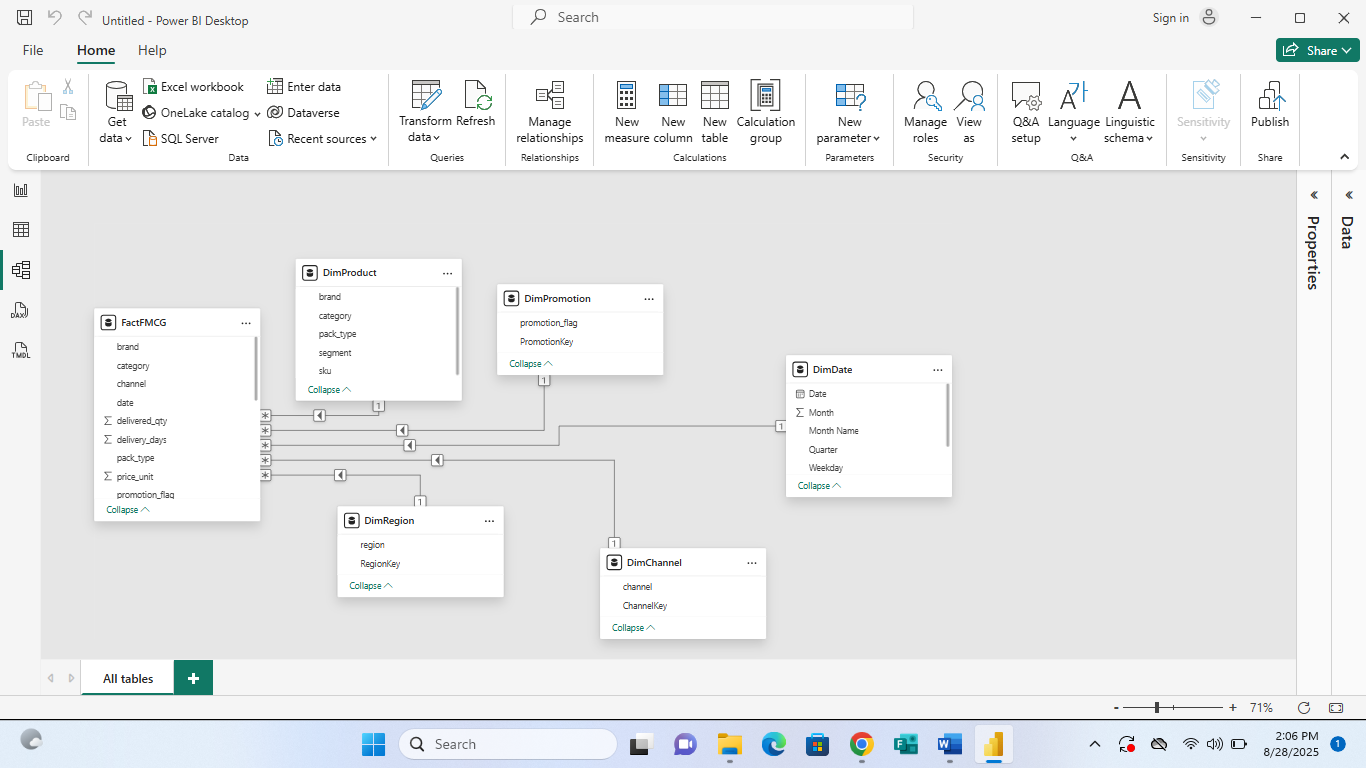 Untitled - Power BI Desktop
Search
Sign in
File
Home
Help
Share
Paste
Clipboard
Get data
Excel workbook
OneLake catalog
SQL Server
Enter data
Dataverse
Recent sources
Data
Transform data
Refresh
Queries
Manage relationships
Relationships
New measure
New column
New table
Calculation group
Calculations
New parameter
Parameters
Manage roles
View as
Security
Q&A setup
Language
Linguistic schema
Q&A
Sensitivity
Sensitivity
Publish
Share
DAX
TMDL
FactFMCG
brand
category
channel
date
delivered_qty
delivery_days
pack_type
price_unit
promotion_flag
Collapse
DimProduct
brand
category
pack_type
segment
sku
Collapse
DimPromotion
promotion_flag
PromotionKey
Collapse
DimDate
Date
Month
Month Name
Quarter
Weekday
Collapse
DimRegion
region
RegionKey
Collapse
DimChannel
channel
ChannelKey
Collapse
1
1
1
1
1
*
*
*
*
*
Properties
Data
All tables
+
- + 71%
Search
2:06 PM
8/28/2025
1